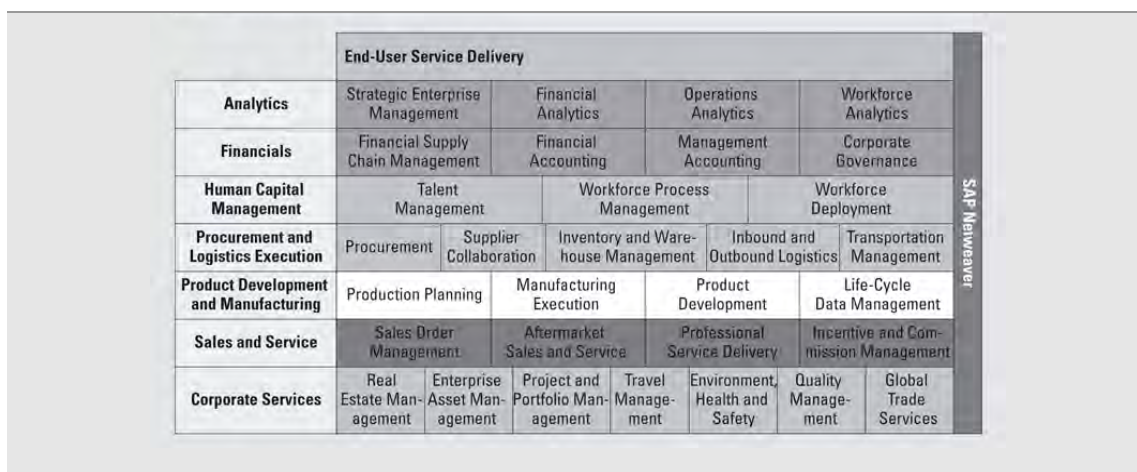 End-User Service Delivery
Analytics
Strategic Enterprise
Management
Financial
Analytics
Operations
Analytics
Workforce
Analytics
Financials
Financial Supply
Chain Management
Financial
Accounting
Management
Accounting
Corporate
Governance
Human Capital
Management
Talent
Management
Workforce Process
Management
Workforce
Deployment
Procurement and
Logistics Execution
Procurement
Supplier
Collaboration
Inventory and Ware-
house Management
Inbound and
Outbound Logistics
Transportation
Management
Product Development
and Manufacturing
Production Planning
Manufacturing
Execution
Product
Development
Life-Cycle
Data Management
Sales and Service
Sales Order
Management
Aftermarket
Sales and Service
Professional
Service Delivery
Incentive and Com-
mission Management
Corporate Services
Real
Estate Man-
agement
Enterprise
Asset Man-
agement
Project and
Portfolio Man-
agement
Travel
Manage-
ment
Environment,
Health and
Safety
Quality
Manage-
ment
Global
Trade
Services
SAP Netweaver